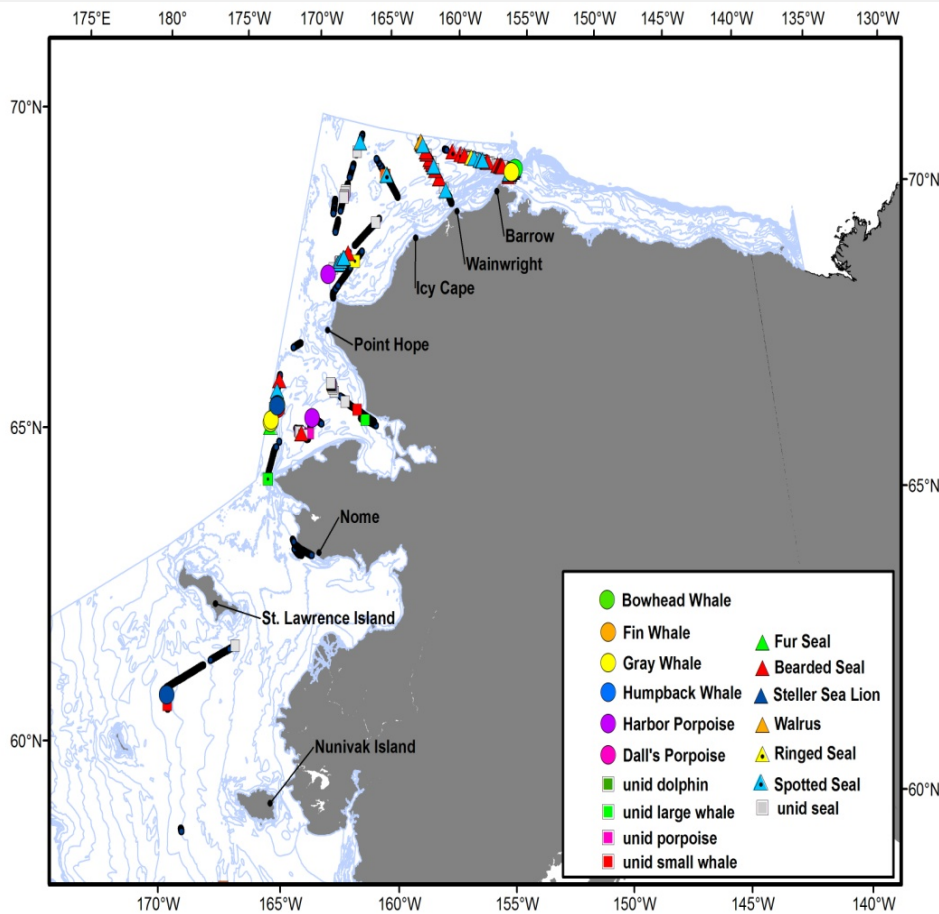 175°E 180° 175°W 170°W 165°W 160°W 155°W 150°W 145°W 140°W 135°W 130°W
70°N
70°N
Barrow
Wainwright
Icy Cape
Point Hope
65°N
65°N
Nome
St. Lawrence Island
60°N
Nunivak Island
60°N
Bowhead Whale
Fin Whale
Gray Whale
Humpback Whale
Harbor Porpoise
Dall's Porpoise
unid dolphin
unid large whale
unid porpoise
unid small whale
Fur Seal
Bearded Seal
Steller Sea Lion
Walrus
Ringed Seal
Spotted Seal
unid seal
170°W 165°W 160°W 155°W 150°W 145°W 140°W